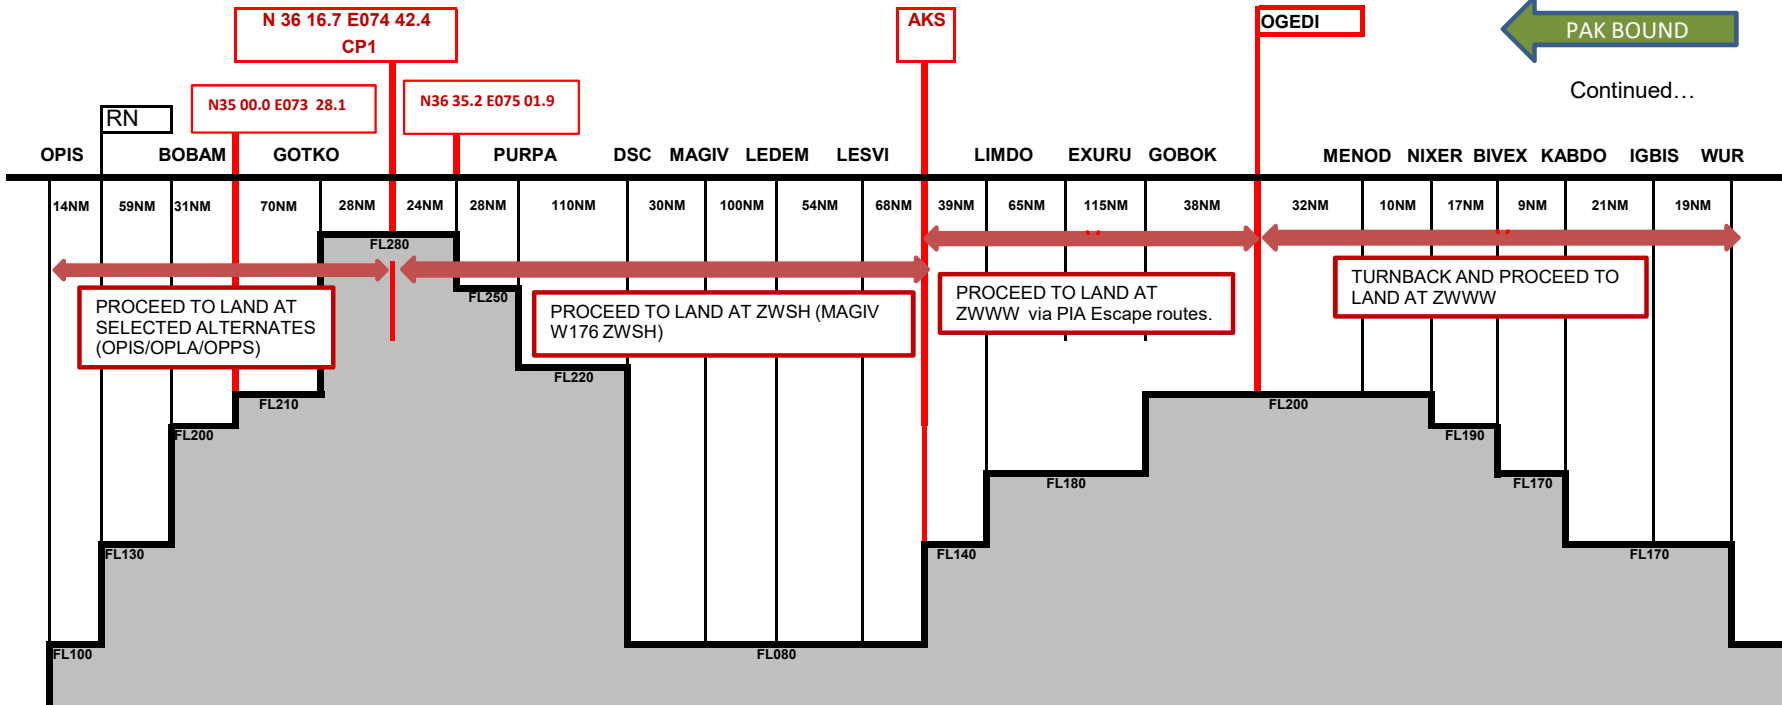 N 36 16.7 E074 42.4
CP1
AKS
OGEDI
PAK BOUND
Continued…
N35 00.0 E073 28.1
N36 35.2 E075 01.9
RN
OPIS BOBAM GOTKO PURPA DSC MAGIV LEDEM LESVI LIMDO EXURU GOBOK MENOD NIXER BIVEX KABDO IGBIS WUR
14NM 59NM 31NM 70NM 28NM 24NM 28NM 110NM 30NM 100NM 54NM 68NM 39NM 65NM 115NM 38NM 32NM 10NM 17NM 9NM 21NM 19NM
FL280
PROCEED TO LAND AT
SELECTED ALTERNATES
(OPIS/OPLA/OPPS)
FL250
PROCEED TO LAND AT ZWSH (MAGIV
W176 ZWSH)
PROCEED TO LAND AT
ZWWW via PIA Escape routes.
TURNBACK AND PROCEED TO
LAND AT ZWWW
FL220
FL210
FL200
FL200
FL190
FL180
FL170
FL130
FL140
FL170
FL100
FL080